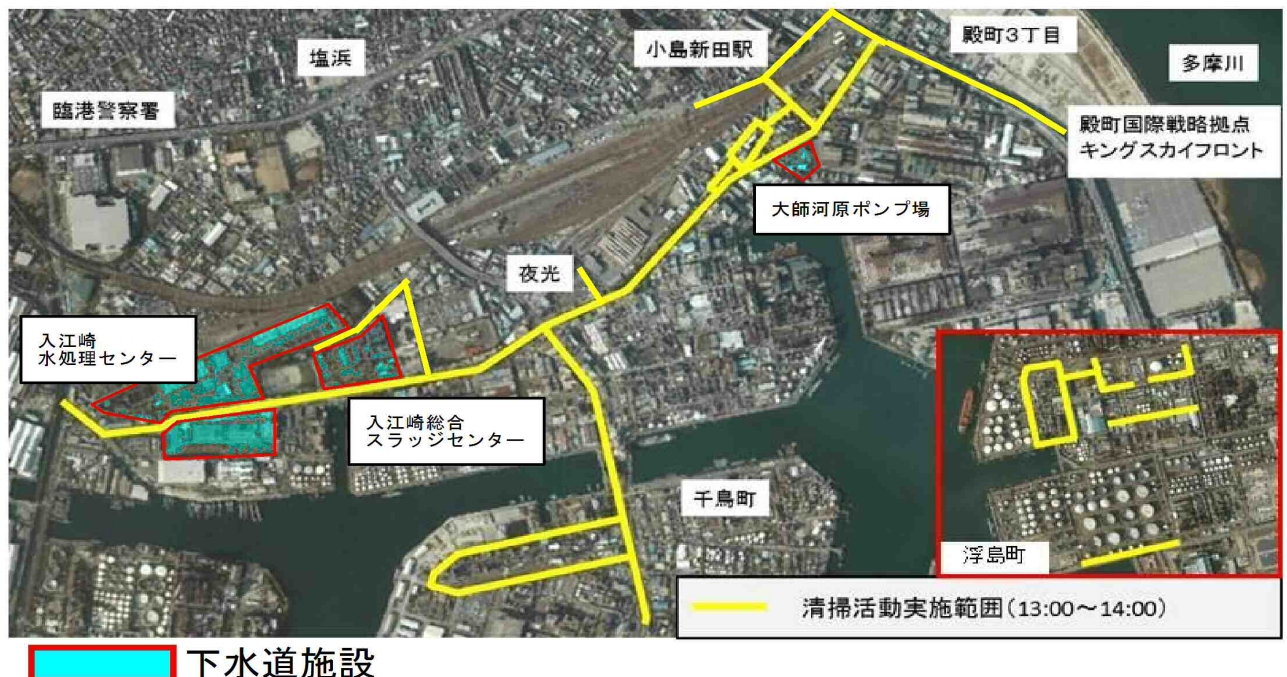 塩浜
小島新田駅
殿町3丁目
多摩川
臨港警察署
殿町国際戦略拠点
キングスカイフロント
大師河原ポンプ場
夜光
入江崎
水処理センター
入江崎総合
スラッジセンター
千鳥町
浮島町
清掃活動実施範囲(13:00～14:00)
下水道施設